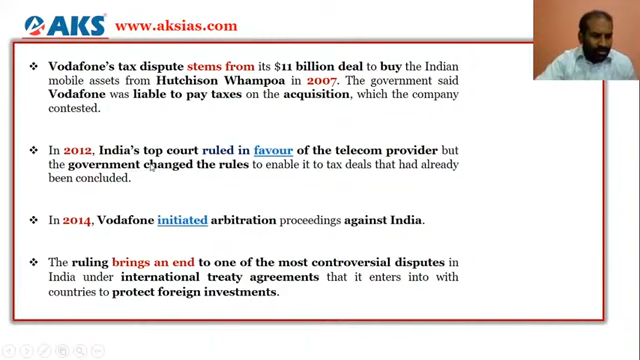 AKS
www.aksias.com
❖ Vodafone's tax dispute stems from its $11 billion deal to buy the Indian
mobile assets from Hutchison Whampoa in 2007. The government said
Vodafone was liable to pay taxes on the acquisition, which the company
contested.
❖ In 2012, India's top court ruled in favour of the telecom provider but
the government changed the rules to enable it to tax deals that had already
been concluded.
❖ In 2014, Vodafone initiated arbitration proceedings against India.
❖ The ruling brings an end to one of the most controversial disputes in
India under international treaty agreements that it enters into with
countries to protect foreign investments.